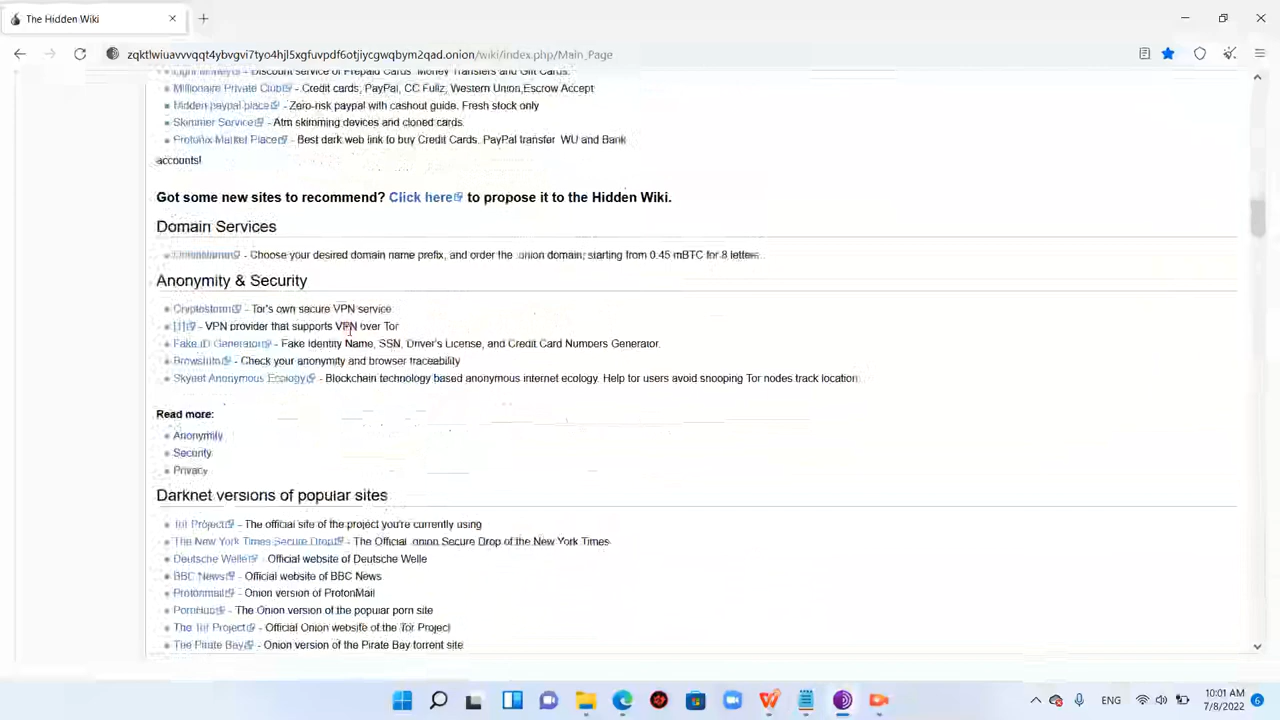 The Hidden Wiki
zqktlwiuavvvqqt4ybvgvi7tyo4hjl5xgfuvpdf6otjiycgwqbym2qad.onion/wiki/index.php/Main_Page
- Discount service of Prepaid Cards. Money Transfers and Gift Cards.
Millionaire Private Club - Credit cards, PayPal, CC Fullz, Western Union,Escrow Accept
Hidden paypal place - Zero-risk paypal with cashout guide. Fresh stock only
Skimmer Service - Atm skimming devices and cloned cards.
Protonix Market Place - Best dark web link to buy Credit Cards. PayPal transfer WU and Bank
accounts!
Got some new sites to recommend? Click here to propose it to the Hidden Wiki.
Domain Services
- Choose your desired domain name prefix, and order the .onion domain, starting from 0.45 mBTC for 8 letters
Anonymity & Security
Cryptostorm - Tor's own secure VPN service
- VPN provider that supports VPN over Tor
Fake ID Generator - Fake Identity Name, SSN, Driver's License, and Credit Card Numbers Generator.
BrowsInfo - Check your anonymity and browser traceability
Skynet Anonymous Ecology - Blockchain technology based anonymous internet ecology. Help tor users avoid snooping Tor nodes track location
Read more:
Anonymity
Security
Privacy
Darknet versions of popular sites
Tor Project - The official site of the project you're currently using
The New York Times Secure Drop - The Official .onion Secure Drop of the New York Times
Deutsche Welle - Official website of Deutsche Welle
BBC News - Official website of BBC News
Protonmail - Onion version of ProtonMail
PornHub - The Onion version of the popular porn site
The Tor Project - Official Onion website of the Tor Project
The Pirate Bay - Onion version of the Pirate Bay torrent site
ENG
10:01 AM
7/8/2022
6